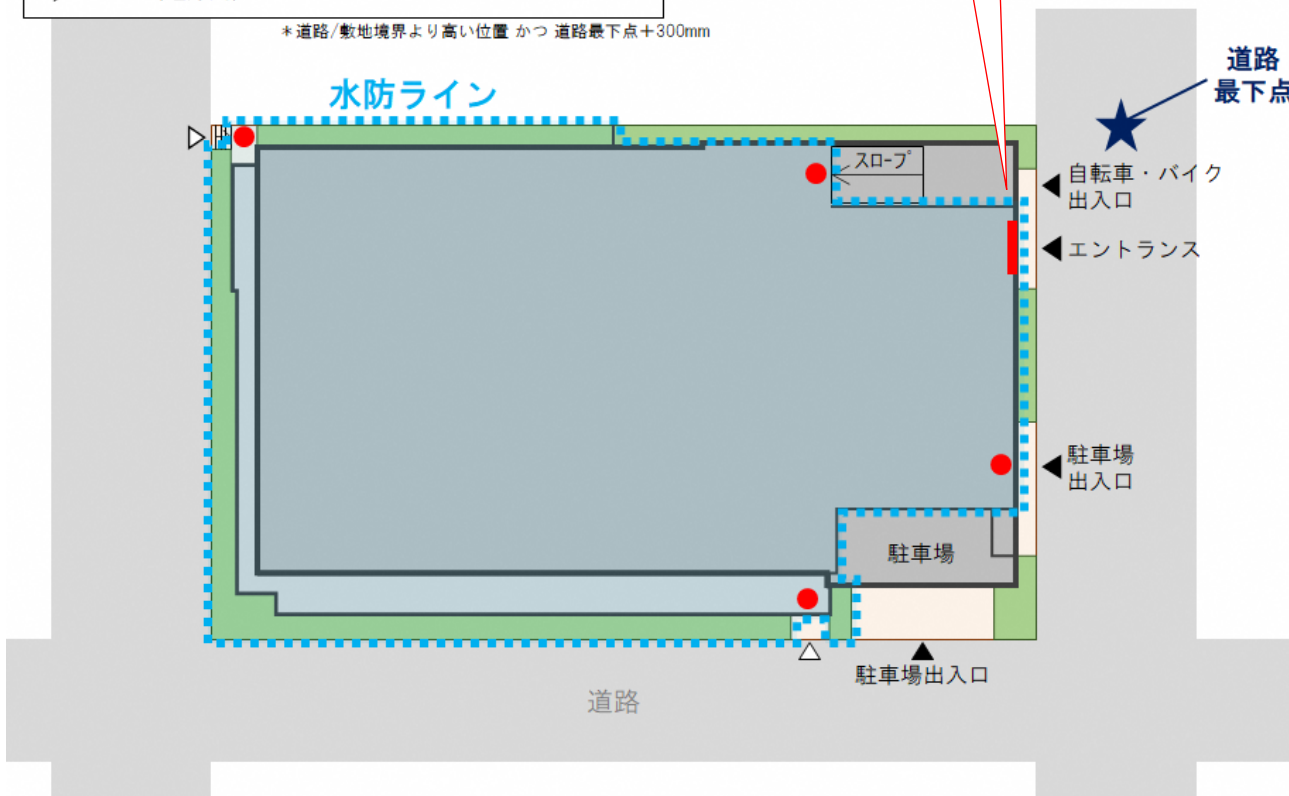 *道路/敷地境界より高い位置 かつ 道路最下点+300mm
水防ライン
道路
最下点
スロープ
自転車・バイク
出入口
エントランス
駐車場
出入口
駐車場
駐車場出入口
道路